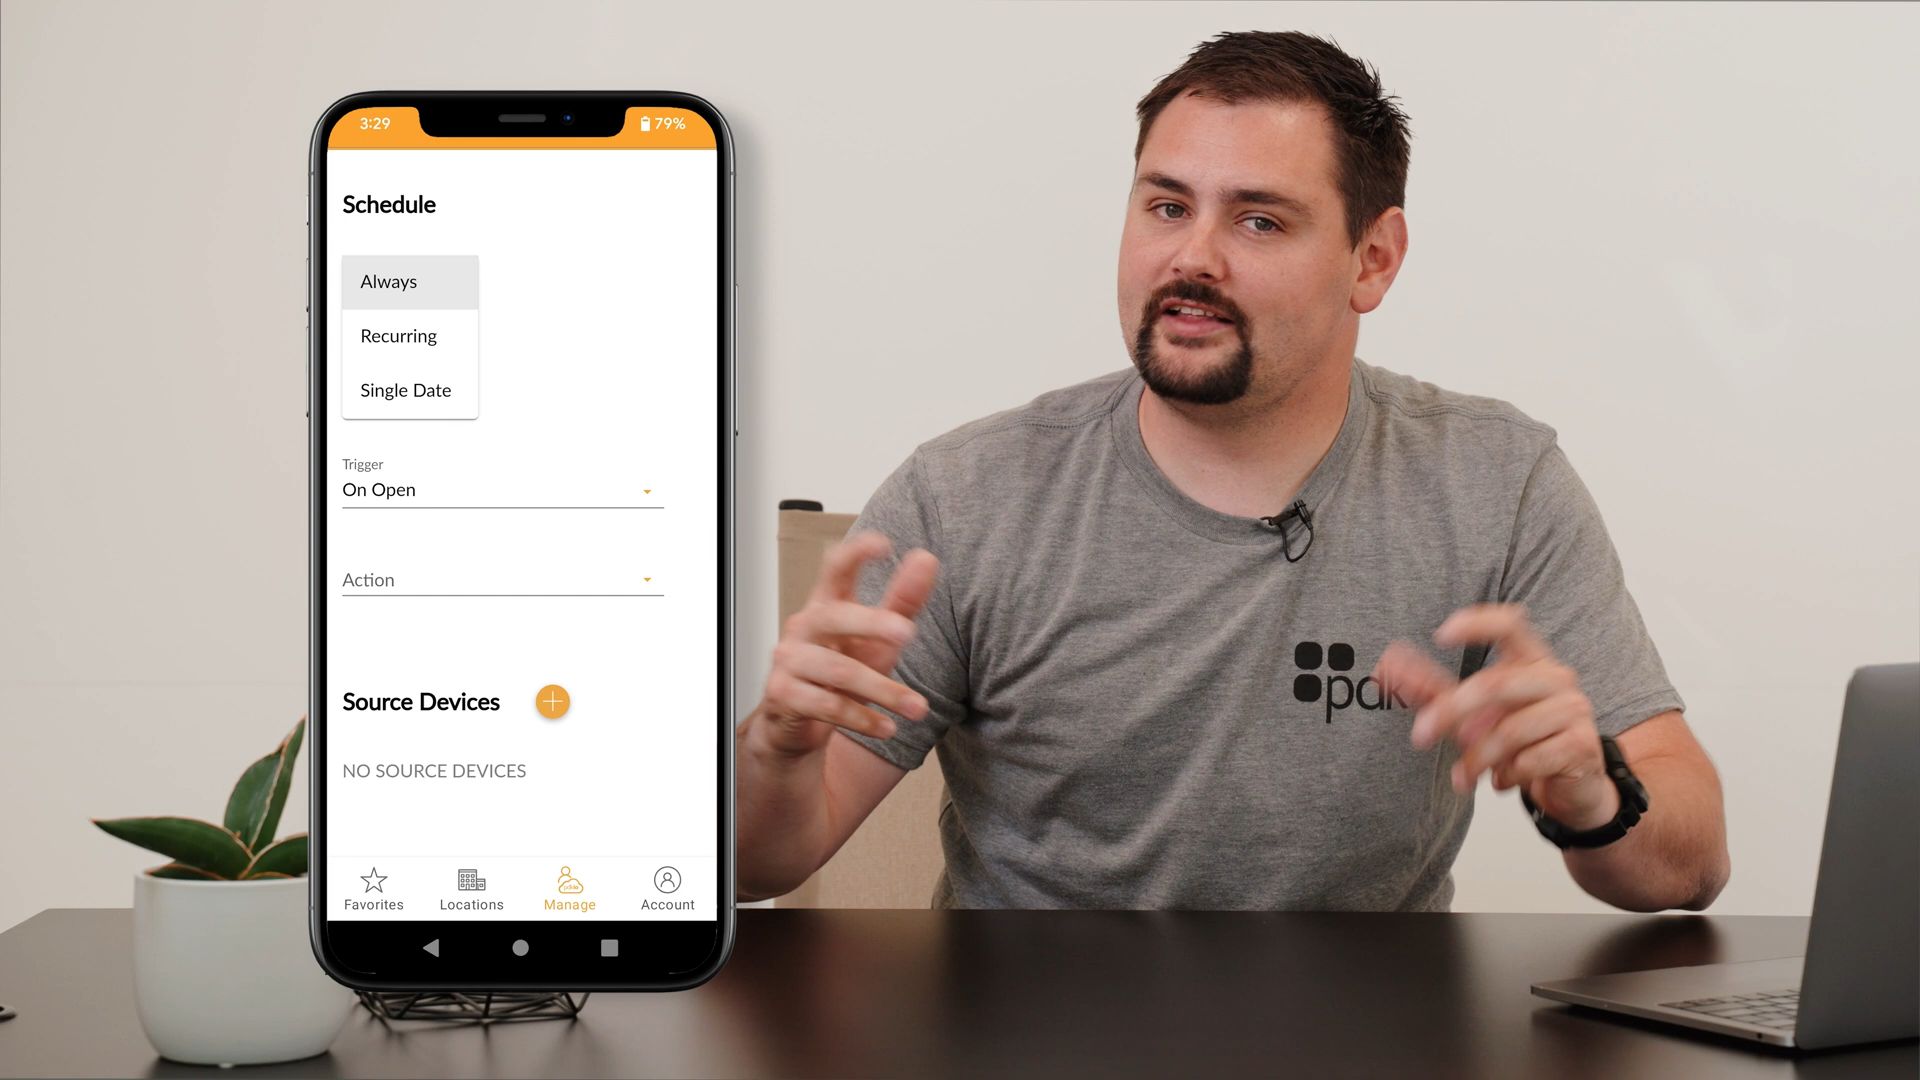 3:29
79%
Schedule
Always
Recurring
Single Date
Trigger
On Open
Action
Source Devices
NO SOURCE DEVICES
Favorites
Locations
Manage
Account
pdk